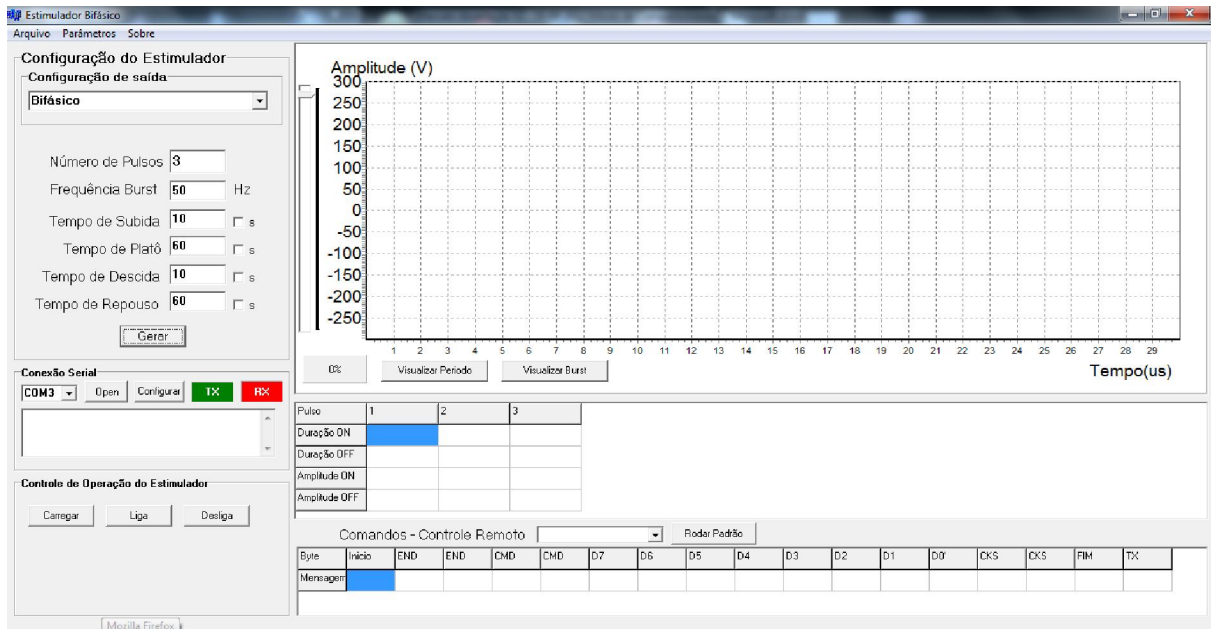 Estimulador Bifásico
Arquivo Parâmetros Sobre
Configuração do Estimulador
Configuração de saída
Bifásico
Número de Pulsos 3
Frequência Burst 50 Hz
Tempo de Subida 10 s
Tempo de Platô 60 s
Tempo de Descida 10 s
Tempo de Repouso 60 s
Gerar
Conexão Serial
COM3 Open Configurar TX RX
Controle de Operação do Estimulador
Carregar Liga Desliga
Mozilla Firefox
Amplitude (V)
300
250
200
150
100
50
0
-50
-100
-150
-200
-250
1 2 3 4 5 6 7 8 9 10 11 12 13 14 15 16 17 18 19 20 21 22 23 24 25 26 27 28 29
0% Visualizar Periodo Visualizar Burst Tempo(us)
Pulso 1 2 3
Duração ON
Duração OFF
Amplitude ON
Amplitude OFF
Comandos - Controle Remoto Rodar Padrão
Byte Inicio END END CMD CMD D7 D6 D5 D4 D3 D2 D1 D0' CKS CKS FIM TX
Mensagem